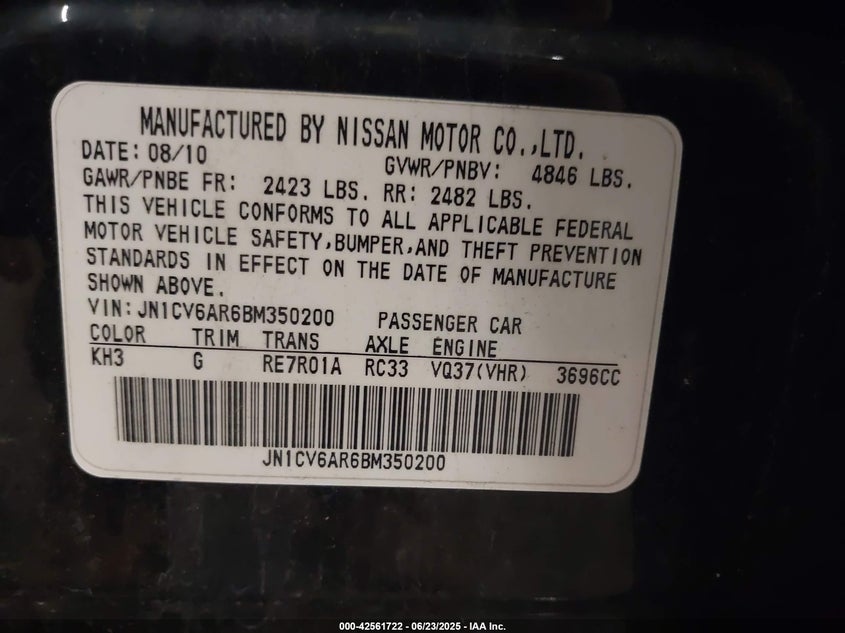 MANUFACTURED BY NISSAN MOTOR CO.,LTD.
DATE: 08/10 GVWR/PNBV: 4846 LBS.
GAWR/PNBE FR: 2423 LBS. RR: 2482 LBS.
THIS VEHICLE CONFORMS TO ALL APPLICABLE FEDERAL
MOTOR VEHICLE SAFETY,BUMPER,AND THEFT PREVENTION
STANDARDS IN EFFECT ON THE DATE OF MANUFACTURE
SHOWN ABOVE.
VIN: JN1CV6AR6BM350200 PASSENGER CAR
COLOR TRIM TRANS AXLE ENGINE
KH3 G RE7R01A RC33 VQ37(VHR) 3696CC
JN1CV6AR6BM350200
000-42561722 - 06/23/2025 - IAA Inc.